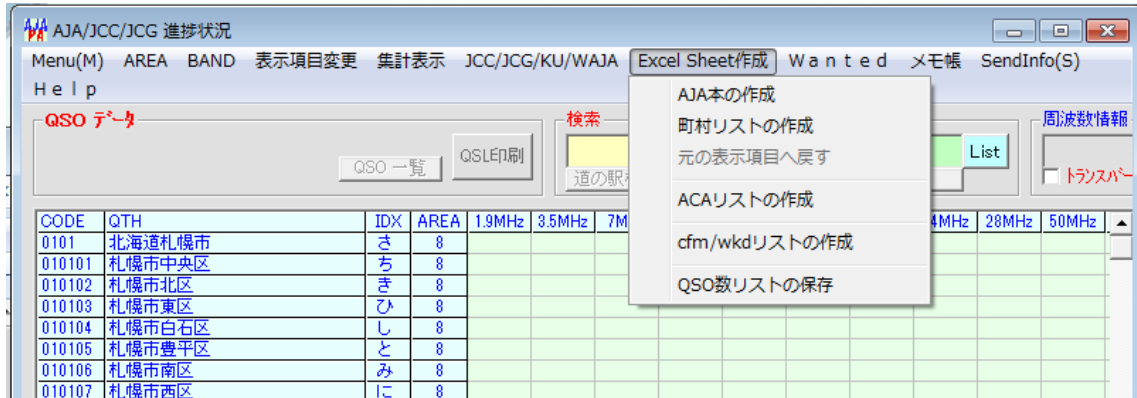 AJA/JCC/JCG 進捗状況
Menu(M) AREA BAND 表示項目変更 集計表示 JCC/JCG/KU/WAJA Excel Sheet作成 Wanted メモ帳 SendInfo(S)
Help
AJA本の作成
町村リストの作成
元の表示項目へ戻す
ACAリストの作成
cfm/wkdリストの作成
QSO数リストの保存
QSO データ
QSO 一覧
QSL印刷
検索
道の駅
List
周波数情報
トランスバー
CODE QTH IDX AREA 1.9MHz 3.5MHz 7M 4MHz 28MHz 50MHz
0101 北海道札幌市 さ 8
010101 札幌市中央区 ち 8
010102 札幌市北区 き 8
010103 札幌市東区 ひ 8
010104 札幌市白石区 し 8
010105 札幌市豊平区 と 8
010106 札幌市南区 み 8
010107 札幌市西区 に 8